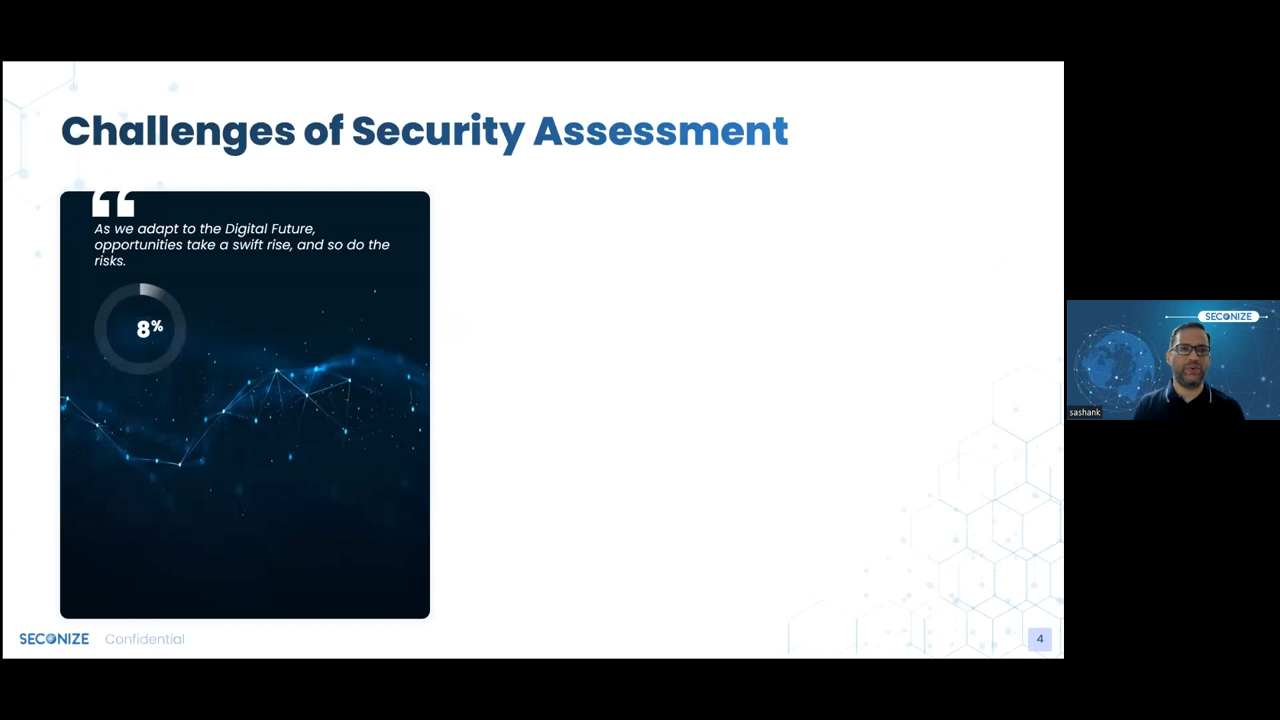 Challenges of Security Assessment
As we adapt to the Digital Future,
opportunities take a swift rise, and so do the
risks.
8%
SECONIZE
sashank
SECONIZE Confidential
4